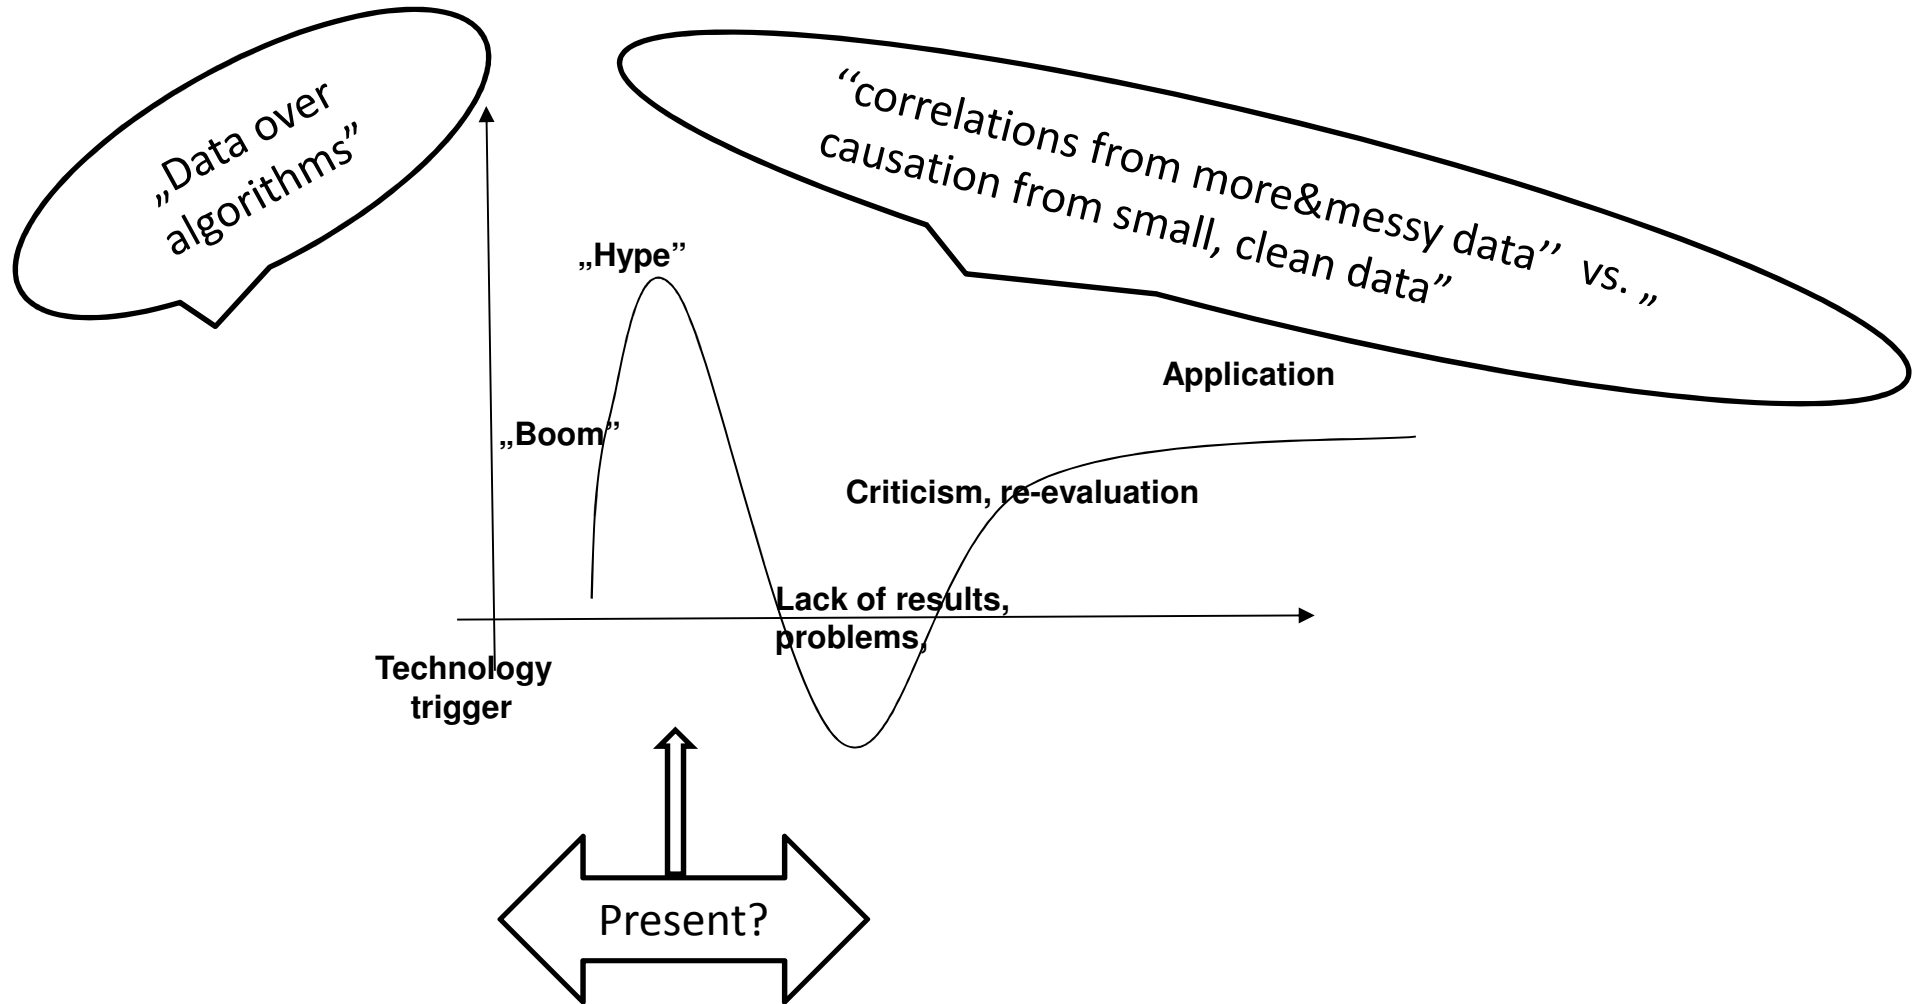 „Data over
algorithms”
‘‘correlations from more&messy data’’ vs. „
causation from small, clean data”
„Hype”
Application
„Boom”
Criticism, re-evaluation
Lack of results,
problems,
Technology
trigger
Present?